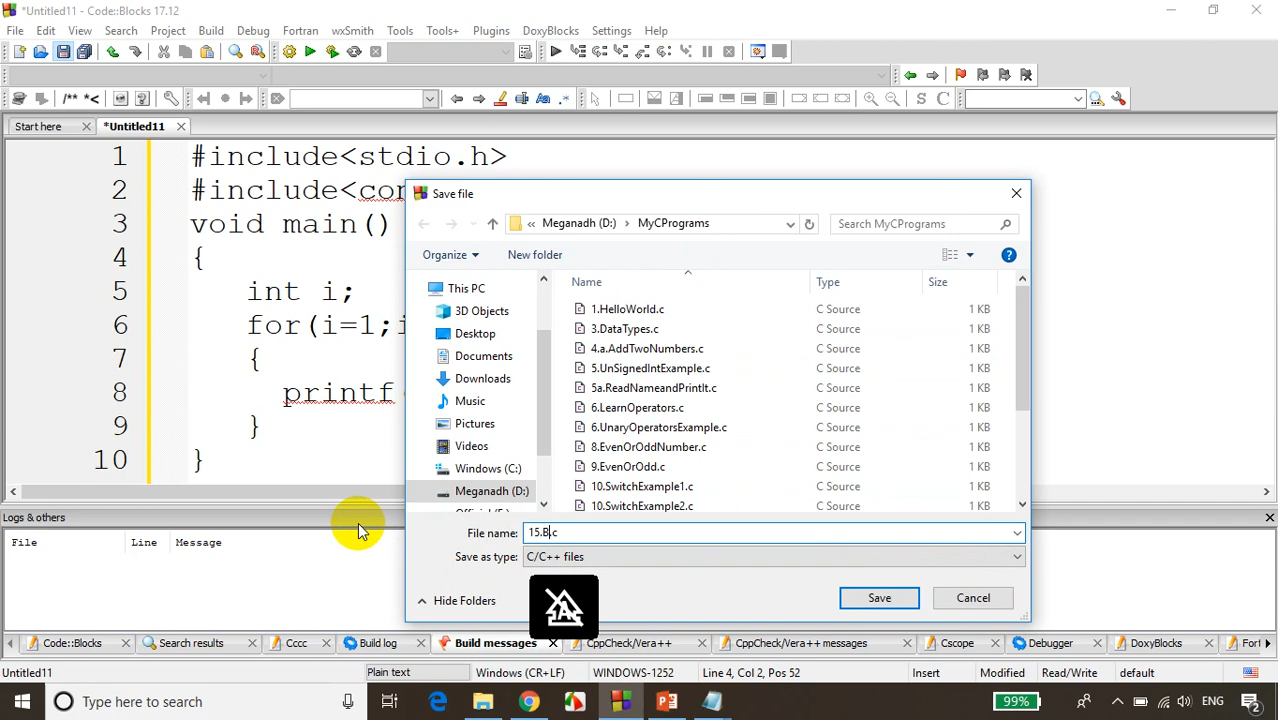 *Untitled11 - Code::Blocks 17.12
File Edit View Search Project Build Debug Fortran wxSmith Tools Tools+ Plugins DoxyBlocks Settings Help
/** *<
S C
Start here *Untitled11
1 #include<stdio.h>
2 #include<con
3 void main()
4 {
5 int i;
6 for(i=1;i
7 {
8 printf
9 }
10 }
Save file
« Meganadh (D:) MyCPrograms Search MyCPrograms
Organize New folder
Name Type Size
This PC
3D Objects
Desktop
Documents
Downloads
Music
Pictures
Videos
Windows (C:)
Meganadh (D:)
1.HelloWorld.c C Source 1 KB
3.DataTypes.c C Source 1 KB
4.a.AddTwoNumbers.c C Source 1 KB
5.UnSignedIntExample.c C Source 1 KB
5a.ReadNameandPrintIt.c C Source 1 KB
6.LearnOperators.c C Source 1 KB
6.UnaryOperatorsExample.c C Source 1 KB
8.EvenOrOddNumber.c C Source 1 KB
9.EvenOrOdd.c C Source 1 KB
10.SwitchExample1.c C Source 1 KB
10.SwitchExample2.c C Source 1 KB
File name: 15.B.c
Save as type: C/C++ files
Hide Folders Save Cancel
A
Logs & others
File Line Message
Code::Blocks Search results Cccc Build log Build messages CppCheck/Vera++ CppCheck/Vera++ messages Cscope Debugger DoxyBlocks Fort
Untitled11 Plain text Windows (CR+LF) WINDOWS-1252 Line 4, Col 2, Pos 52 Insert Modified Read/Write default
Type here to search 99% ENG 2